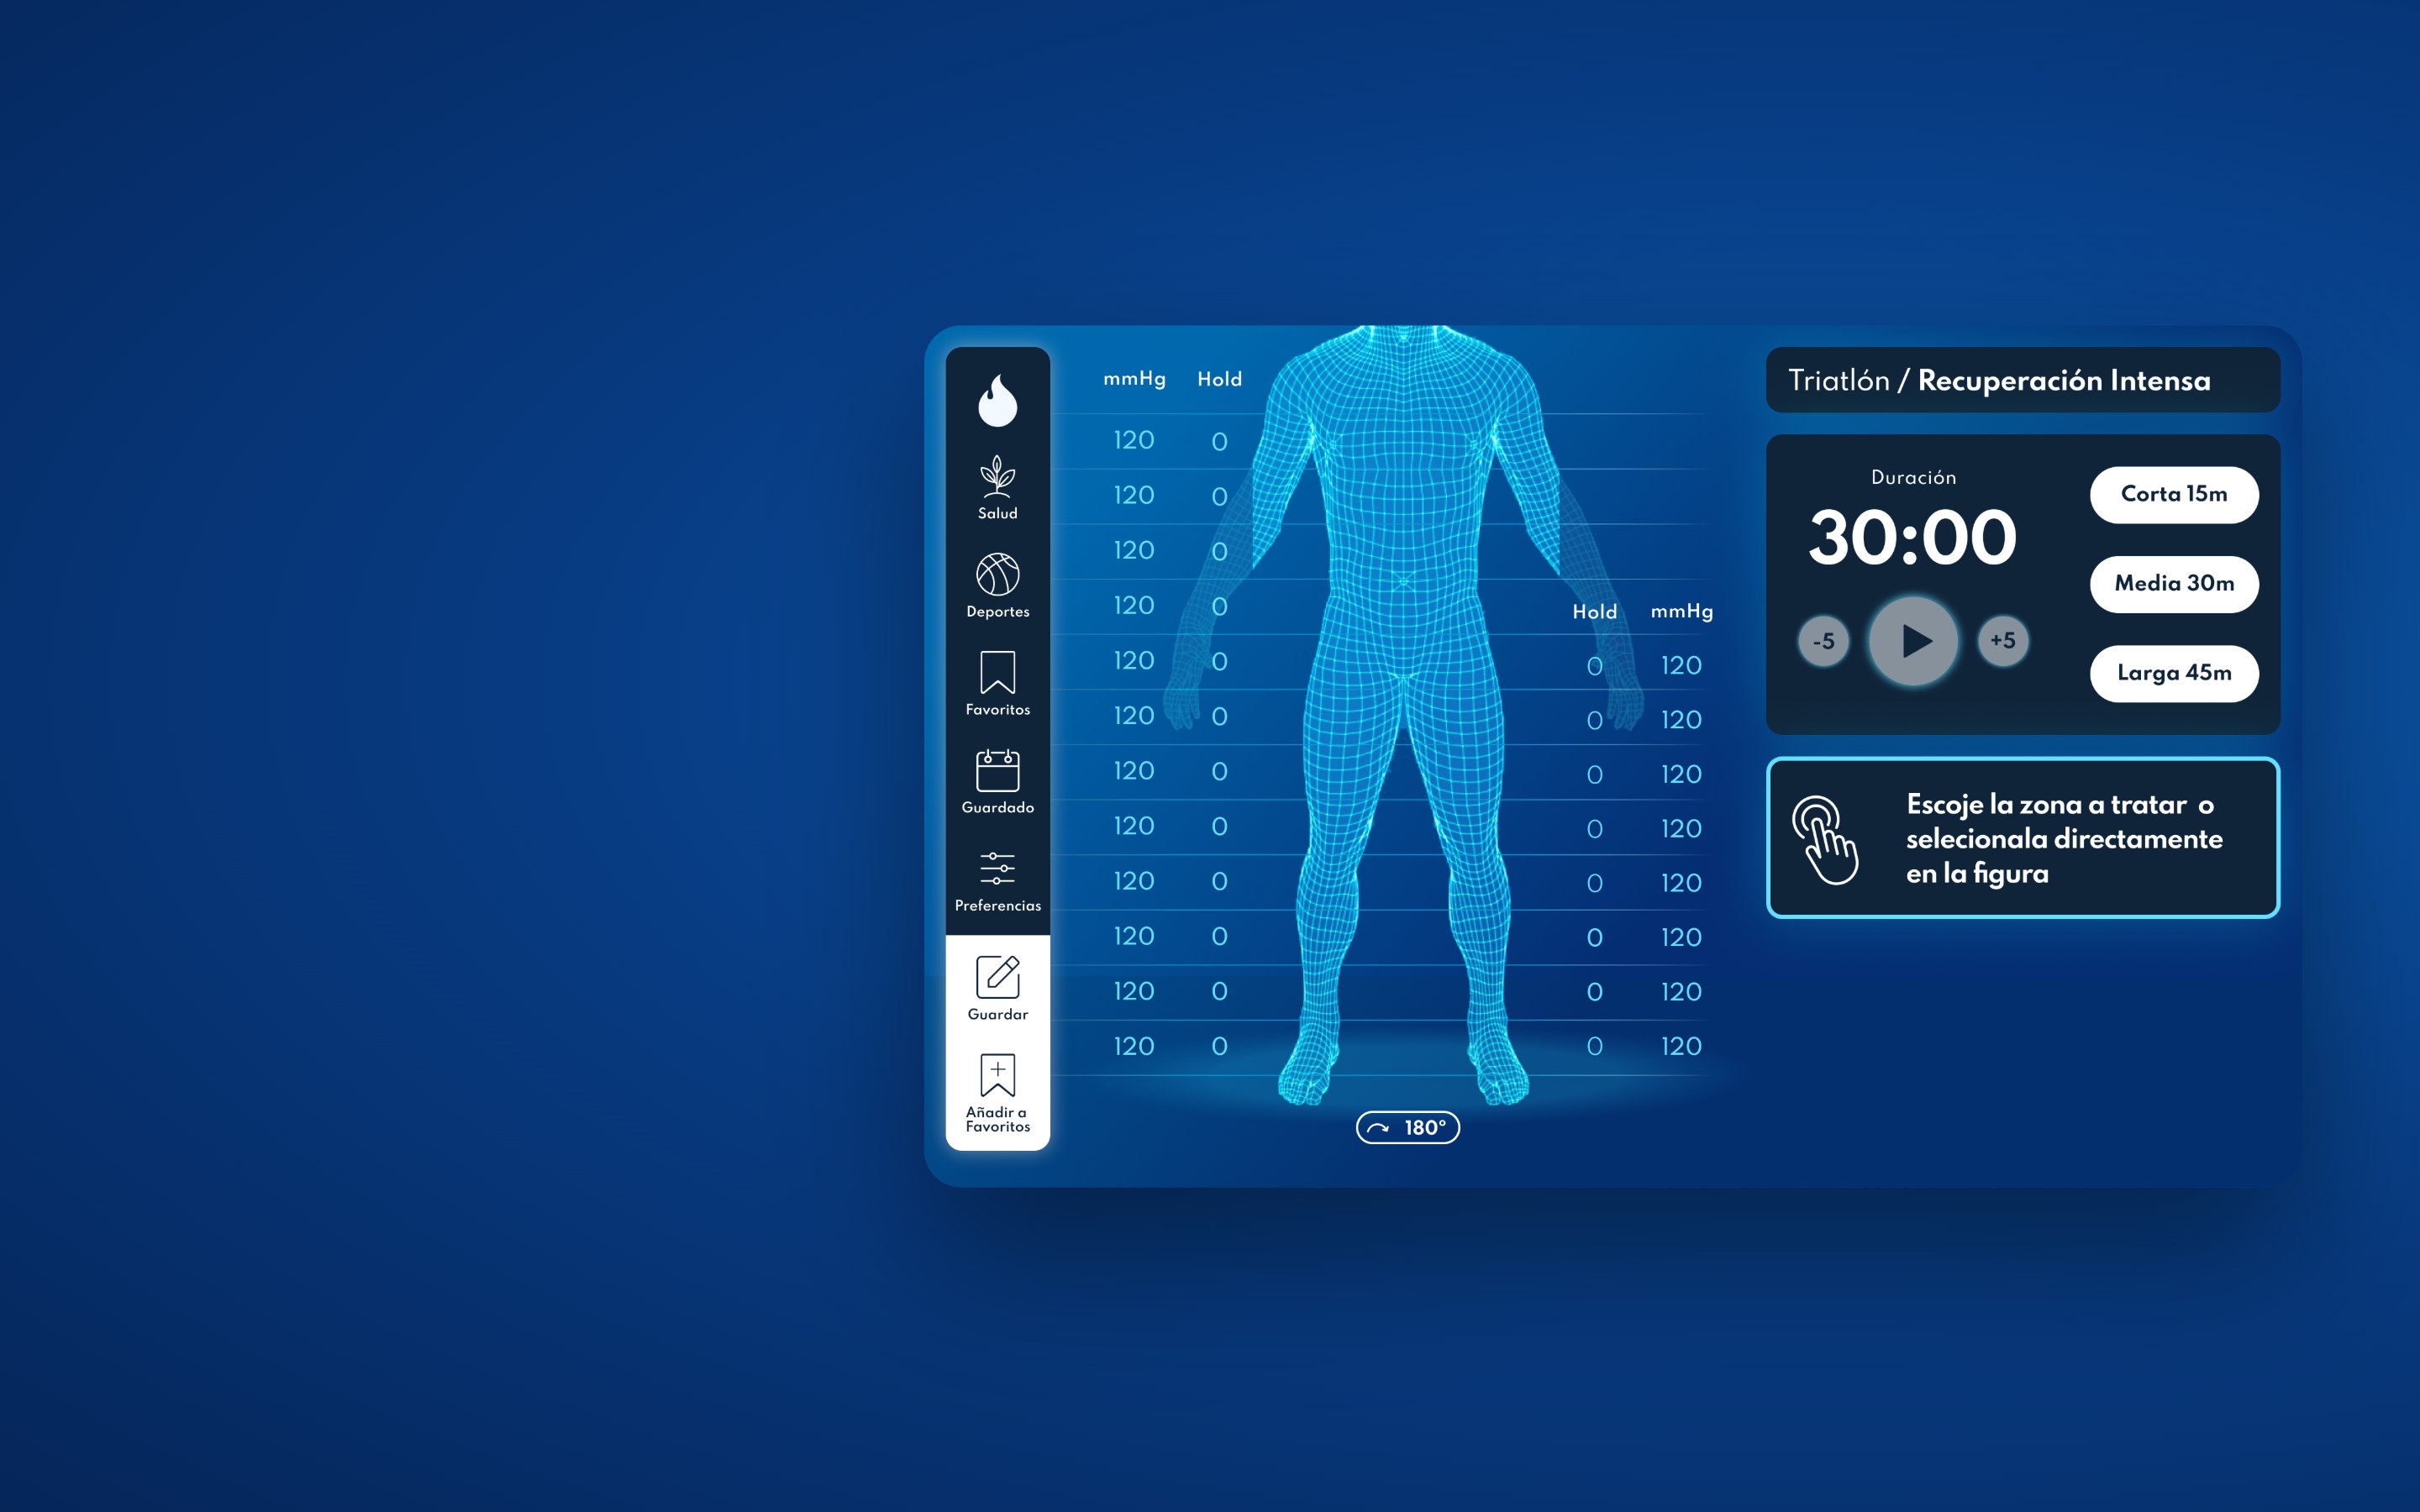 Salud
Deportes
Favoritos
Guardado
Preferencias
Guardar
Añadir a
Favoritos
mmHg Hold
120 0
120 0
120 0
120 0
120 0
120 0
120 0
120 0
120 0
120 0
120 0
120 0
Hold mmHg
0 120
0 120
0 120
0 120
0 120
0 120
0 120
0 120
180º
Triatlón / Recuperación Intensa
Duración
30:00
-5 +5
Corta 15m
Media 30m
Larga 45m
Escoje la zona a tratar o
selecionala directamente
en la figura